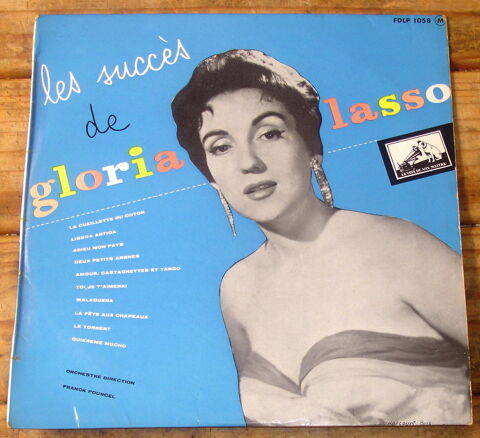 FDLP 1058 M
les succès
de
gloria lasso
LA VOIX DE SON MAITRE
LA CUEILLETTE DU COTON
LISBOA ANTIGA
ADIEU MON PAYS
DEUX PETITS ARBRES
AMOUR, CASTAGNETTES ET TANGO
TOI, JE T'AIMERAI
MALAGUENA
LA FÊTE AUX CHAPEAUX
LE TORRENT
QUIEREME MUCHO
ORCHESTRE DIRECTION
FRANCK POURCEL